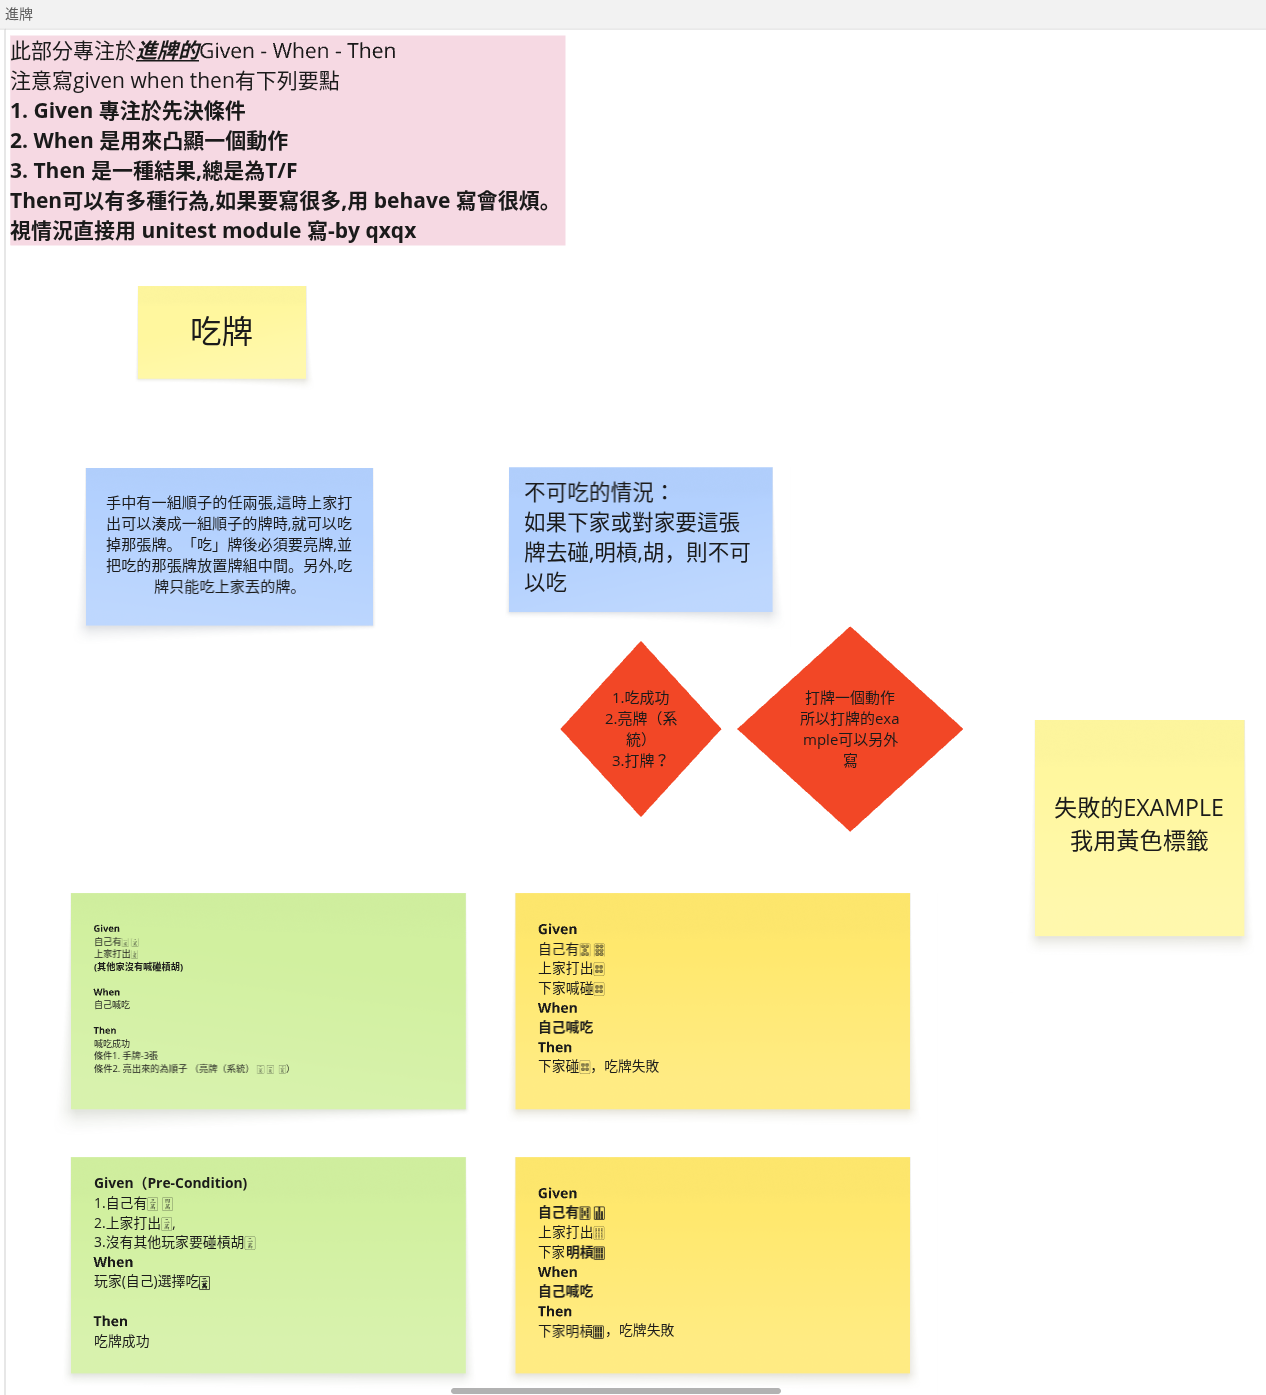 進牌
此部分專注於進牌的Given - When - Then
注意寫given when then有下列要點
1. Given 專注於先決條件
2. When 是用來凸顯一個動作
3. Then 是一種結果,總是為T/F
Then可以有多種行為,如果要寫很多,用 behave 寫會很煩。
視情況直接用 unitest module 寫-by qxqx
吃牌
手中有一組順子的任兩張,這時上家打
出可以湊成一組順子的牌時,就可以吃
掉那張牌。「吃」牌後必須要亮牌,並
把吃的那張牌放置牌組中間。另外,吃
牌只能吃上家丟的牌。
不可吃的情況：
如果下家或對家要這張
牌去碰,明槓,胡，則不可
以吃
1.吃成功
2.亮牌（系
統）
3.打牌？
打牌一個動作
所以打牌的exa
mple可以另外
寫
失敗的EXAMPLE
我用黃色標籤
Given
自己有
上家打出
(其他家沒有喊碰槓胡)
When
自己喊吃
Then
喊吃成功
條件1. 手牌-3張
條件2. 亮出來的為順子 （亮牌（系統） ）
Given
自己有
上家打出
下家喊碰
When
自己喊吃
Then
下家碰，吃牌失敗
Given（Pre-Condition)
1.自己有
2.上家打出,
3.沒有其他玩家要碰槓胡
When
玩家(自己)選擇吃
Then
吃牌成功
Given
自己有
上家打出
下家明槓
When
自己喊吃
Then
下家明槓，吃牌失敗